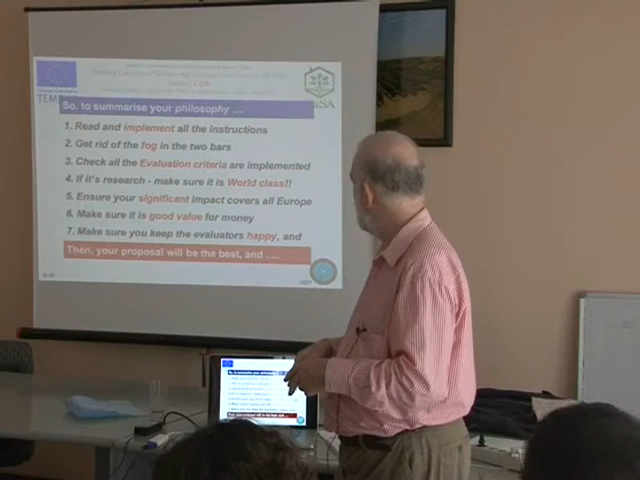 So, to summarise your philosophy ....
1. Read and implement all the instructions
2. Get rid of the fog in the two bars
3. Check all the Evaluation criteria are implemented
4. If it's research - make sure it is World class!!
5. Ensure your significant impact covers all Europe
6. Make sure it is good value for money
7. Make sure you keep the evaluators happy, and
Then, your proposal will be the best, and .....